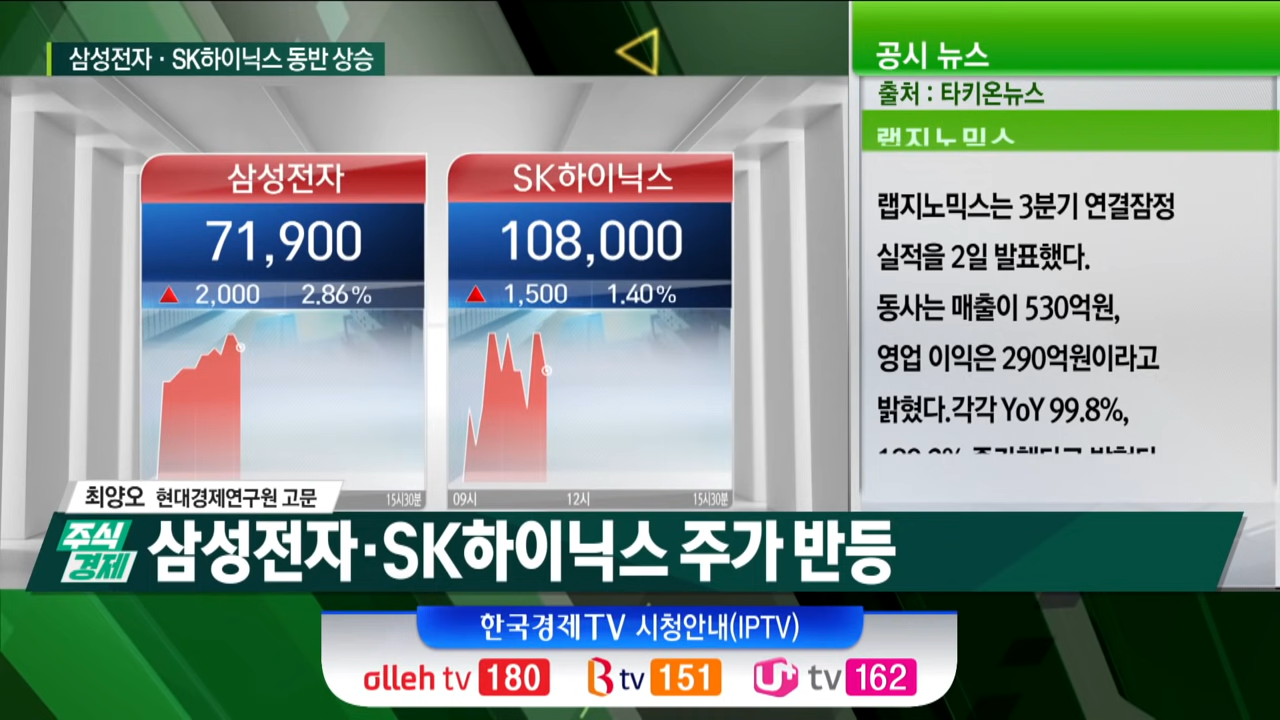 삼성전자 · SK하이닉스 동반 상승
공시 뉴스
출처 : 타키온뉴스
랩지노믹스
랩지노믹스는 3분기 연결잠정
실적을 2일 발표했다.
동사는 매출이 530억원,
영업 이익은 290억원이라고
밝혔다.각각 YoY 99.8%,
삼성전자
71,900
▲ 2,000 2.86%
15시30분
SK하이닉스
108,000
▲ 1,500 1.40%
09시 12시 15시30분
최양오 현대경제연구원 고문
주식
경제
삼성전자·SK하이닉스 주가 반등
한국경제TV 시청안내(IPTV)
olleh tv 180 B tv 151 U+ tv 162